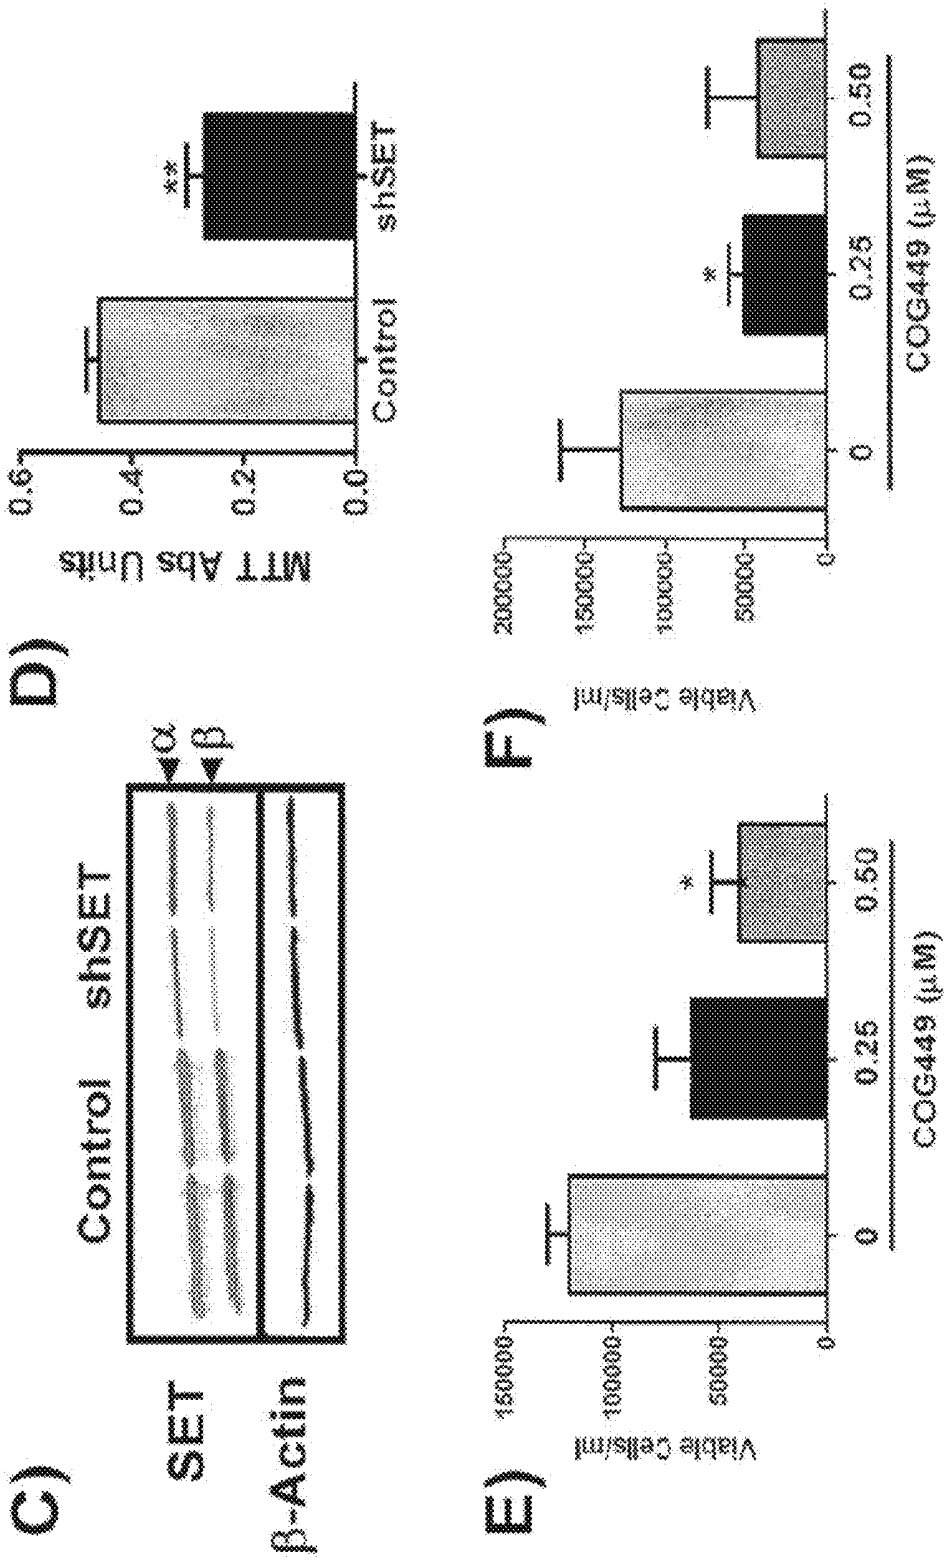 C)
Control shSET
SET
α
β
β-Actin
D)
MTT Abs Units
0.6
0.4
0.2
0.0
**
Control shSET
E)
Viable Cells/ml
150000
100000
50000
0
*
0 0.25 0.50
COG449 (μM)
F)
Viable Cells/ml
200000
150000
100000
50000
0
*
0 0.25 0.50
COG449 (μM)